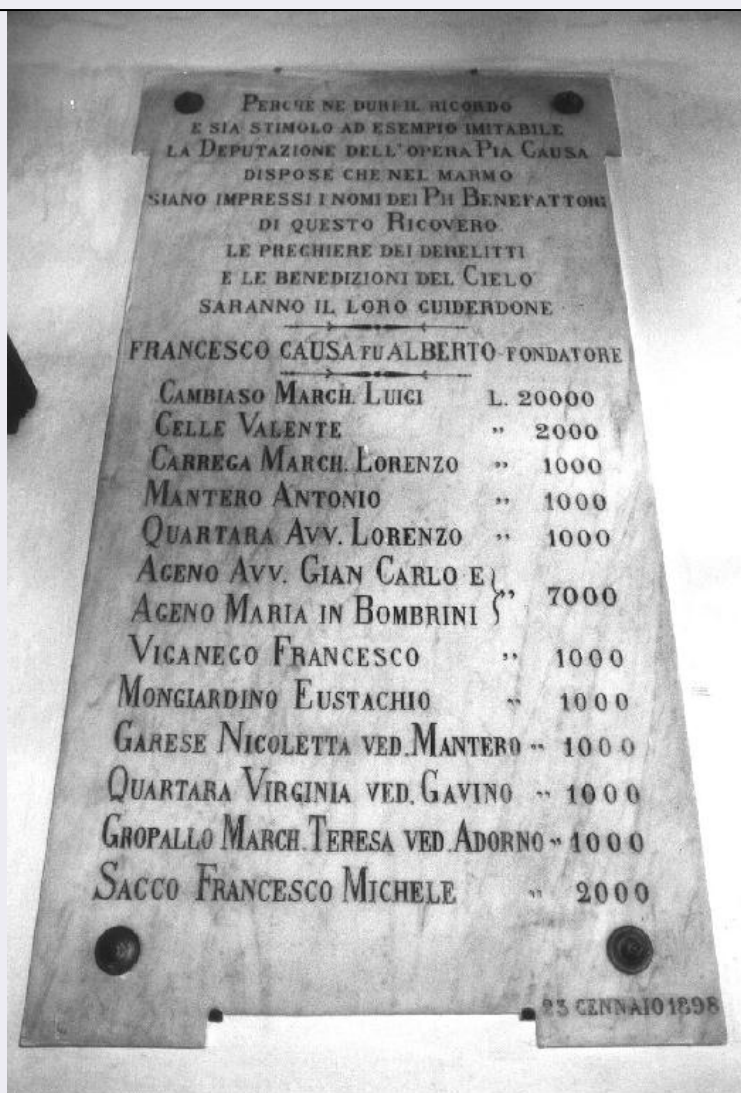 PERCHÈ NE DURI IL RICORDO
E SIA STIMOLO AD ESEMPIO IMITABILE
LA DEPUTAZIONE DELL'OPERA PIA CAUSA
DISPOSE CHE NEL MARMO
SIANO IMPRESSI I NOMI DEI PII BENEFATTORI
DI QUESTO RICOVERO
LE PREGHIERE DEI DERELITTI
E LE BENEDIZIONI DEL CIELO
SARANNO IL LORO GUIDERDONE
FRANCESCO CAUSA FU ALBERTO-FONDATORE
CAMBIASO MARCH. LUIGI L. 20000
CELLE VALENTE " 2000
CARREGA MARCH. LORENZO " 1000
MANTERO ANTONIO " 1000
QUARTARA AVV. LORENZO " 1000
AGENO AVV. GIAN CARLO E
AGENO MARIA IN BOMBRINI } " 7000
VIGANEGO FRANCESCO " 1000
MONGIARDINO EUSTACHIO " 1000
GARESE NICOLETTA VED. MANTERO " 1000
QUARTARA VIRGINIA VED. GAVINO " 1000
GROPALLO MARCH. TERESA VED. ADORNO " 1000
SACCO FRANCESCO MICHELE " 2000
23 GENNAIO 1898